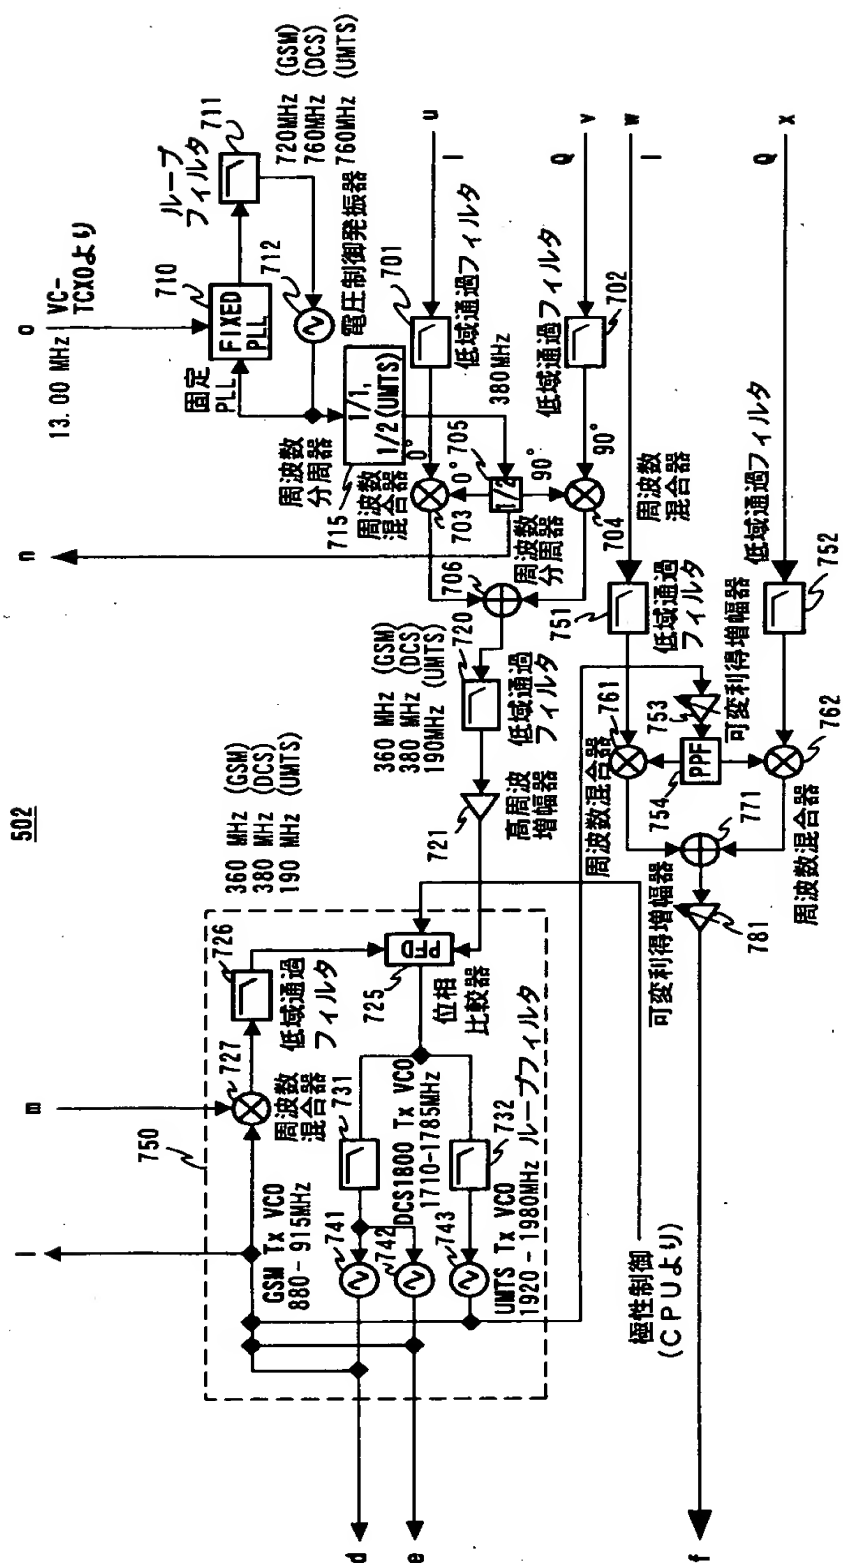 502
l
m
n
o
13.00 MHz
VC-
TCXOより
710
FIXED
PLL
固定
PLL
ループ
フィルタ
711
712
電圧制御発振器
720MHz (GSM)
760MHz (DCS)
760MHz (UMTS)
周波数
分周器
715
1/1,
1/2(UMTS)
380MHz
701
低域通過フィルタ
I
u
周波数
混合器
703
0°
0°
705
1/2
90°
90°
周波数
分周器
702
低域通過フィルタ
Q
v
704
周波数
混合器
706
360 MHz (GSM)
380 MHz (DCS)
190MHz (UMTS)
720
低域通過
フィルタ
721
高周波
増幅器
360 MHz (GSM)
380 MHz (DCS)
190 MHz (UMTS)
750
726
低域通過
フィルタ
727
周波数
混合器
PFD
725
位相
比較器
731
732
ループフィルタ
GSM Tx VCO
880- 915MHz
741
DCS1800 Tx VCO
1710-1785MHz
742
743
UMTS Tx VCO
1920 - 1980MHz
極性制御
(CPUより)
751
低域通過
フィルタ
w
I
752
低域通過フィルタ
Q
x
761
周波数混合器
753
可変利得増幅器
754
PPF
762
周波数混合器
771
781
可変利得増幅器
d
e
f